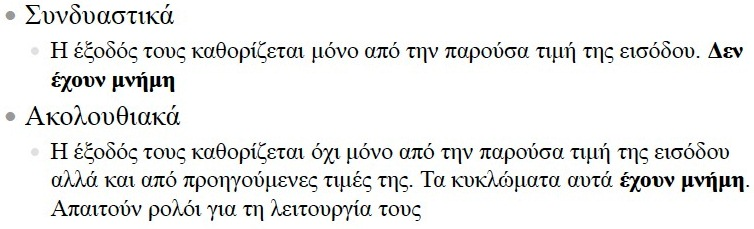 • Συνδυαστικά
• Η έξοδός τους καθορίζεται μόνο από την παρούσα τιμή της εισόδου. Δεν
έχουν μνήμη
• Ακολουθιακά
• Η έξοδός τους καθορίζεται όχι μόνο από την παρούσα τιμή της εισόδου
αλλά και από προηγούμενες τιμές της. Τα κυκλώματα αυτά έχουν μνήμη.
Απαιτούν ρολόι για τη λειτουργία τους